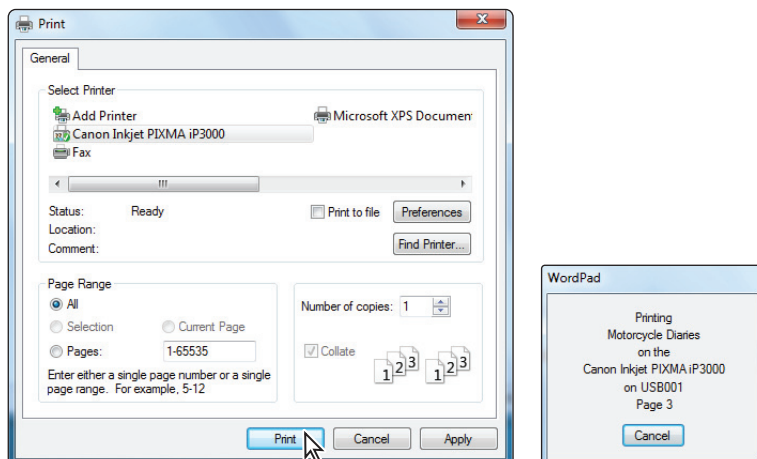 Print
X
General
Select Printer
Add Printer
Microsoft XPS Documen
Canon Inkjet PIXMA iP3000
Fax
Status: Ready
Print to file
Preferences
Location:
Comment:
Find Printer...
Page Range
All
Selection
Current Page
Pages: 1-65535
Enter either a single page number or a single
page range. For example, 5-12
Number of copies: 1
Collate
1 2 3 1 2 3
Print
Cancel
Apply
WordPad
Printing
Motorcycle Diaries
on the
Canon Inkjet PIXMA iP3000
on USB001
Page 3
Cancel